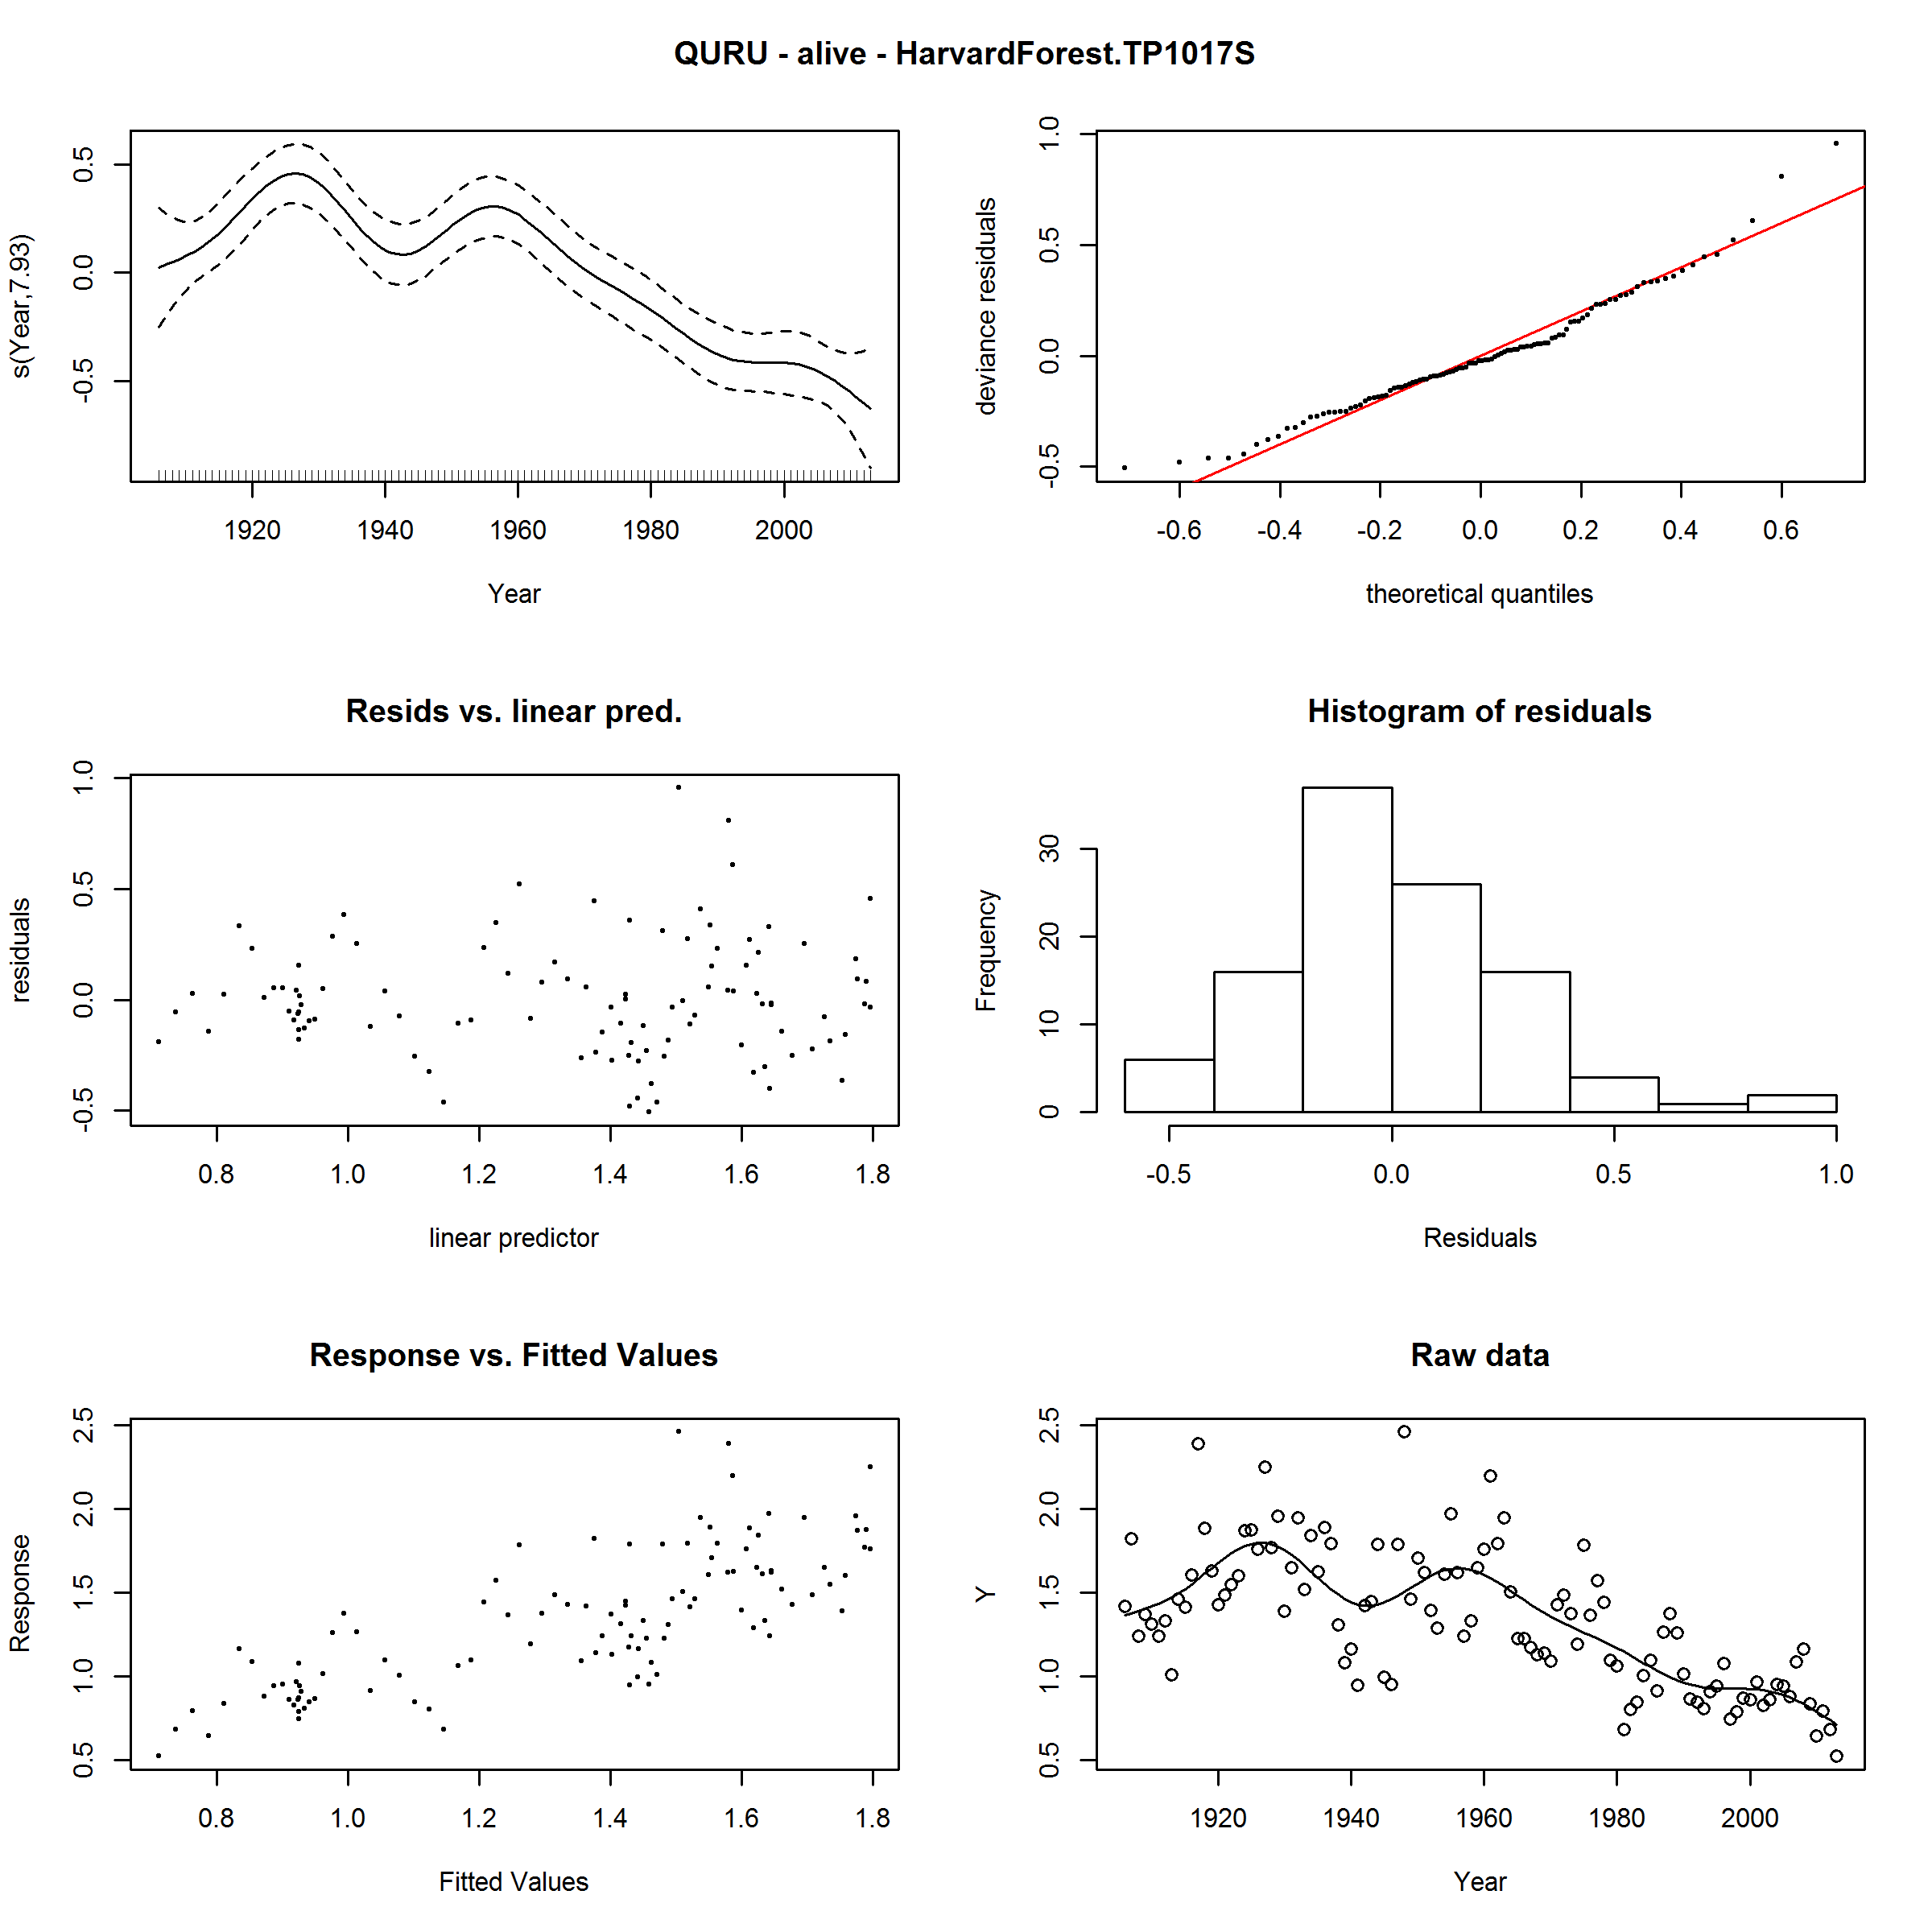 QURU - alive - HarvardForest.TP1017S
s(Year,7.93)
0.5
0.0
-0.5
1920 1940 1960 1980 2000
Year
deviance residuals
1.0
0.5
0.0
-0.5
-0.6 -0.4 -0.2 0.0 0.2 0.4 0.6
theoretical quantiles
Resids vs. linear pred.
residuals
1.0
0.5
0.0
-0.5
0.8 1.0 1.2 1.4 1.6 1.8
linear predictor
Histogram of residuals
Frequency
30
20
10
0
-0.5 0.0 0.5 1.0
Residuals
Response vs. Fitted Values
Response
2.5
2.0
1.5
1.0
0.5
0.8 1.0 1.2 1.4 1.6 1.8
Fitted Values
Raw data
Y
2.5
2.0
1.5
1.0
0.5
1920 1940 1960 1980 2000
Year